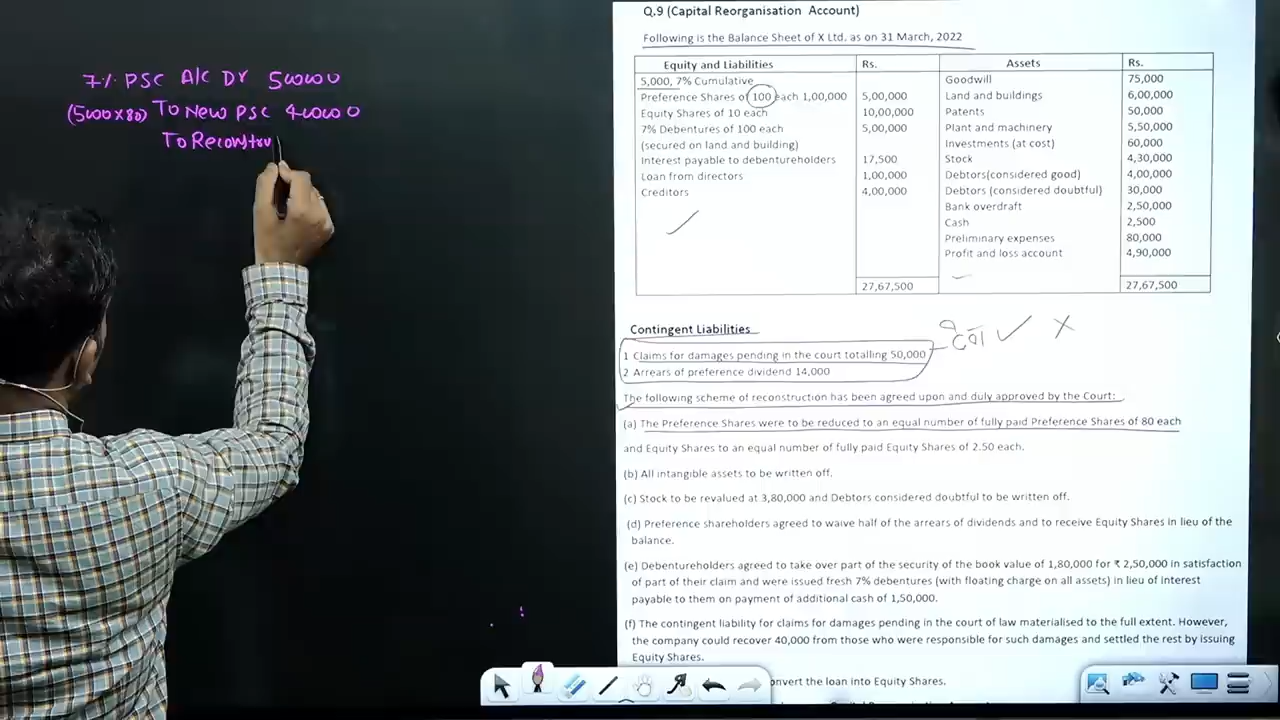 7% PSC A/C Dr 500000
(5000x80) To New PSC 400000
To Reconstru
Q.9 (Capital Reorganisation Account)
Following is the Balance Sheet of X Ltd. as on 31 March, 2022
Equity and Liabilities Rs. Assets Rs.
5,000, 7% Cumulative Goodwill 75,000
Preference Shares of 100 each 1,00,000 5,00,000 Land and buildings 6,00,000
Equity Shares of 10 each 10,00,000 Patents 50,000
7% Debentures of 100 each 5,00,000 Plant and machinery 5,50,000
(secured on land and building) Investments (at cost) 60,000
Interest payable to debentureholders 17,500 Stock 4,30,000
Loan from directors 1,00,000 Debtors(considered good) 4,00,000
Creditors 4,00,000 Debtors (considered doubtful) 30,000
Bank overdraft 2,50,000
Cash 2,500
Preliminary expenses 80,000
Profit and loss account 4,90,000
27,67,500 27,67,500
Contingent Liabilities
1 Claims for damages pending in the court totalling 50,000
2 Arrears of preference dividend 14,000
The following scheme of reconstruction has been agreed upon and duly approved by the Court:
(a) The Preference Shares were to be reduced to an equal number of fully paid Preference Shares of 80 each
and Equity Shares to an equal number of fully paid Equity Shares of 2.50 each.
(b) All intangible assets to be written off.
(c) Stock to be revalued at 3,80,000 and Debtors considered doubtful to be written off.
(d) Preference shareholders agreed to waive half of the arrears of dividends and to receive Equity Shares in lieu of the
balance.
(e) Debentureholders agreed to take over part of the security of the book value of 1,80,000 for ₹ 2,50,000 in satisfaction
of part of their claim and were issued fresh 7% debentures (with floating charge on all assets) in lieu of interest
payable to them on payment of additional cash of 1,50,000.
(f) The contingent liability for claims for damages pending in the court of law materialised to the full extent. However,
the company could recover 40,000 from those who were responsible for such damages and settled the rest by issuing
Equity Shares.
onvert the loan into Equity Shares.